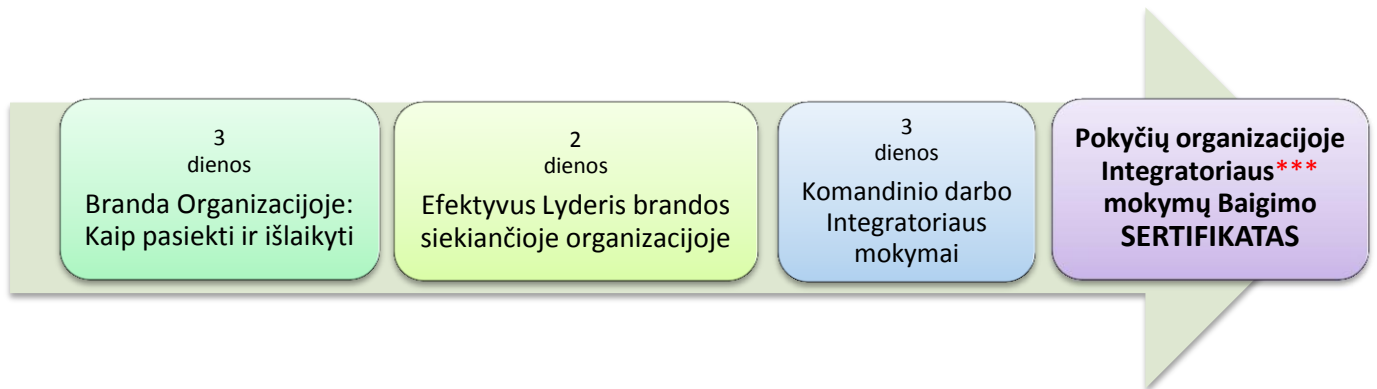 3
dienos
Branda Organizacijoje:
Kaip pasiekti ir išlaikyti
2
dienos
Efektyvus Lyderis brandos
siekiančioje organizacijoje
3
dienos
Komandinio darbo
Integratoriaus
mokymai
Pokyčių organizacijoje
Integratoriaus***
mokymų Baigimo
SERTIFIKATAS